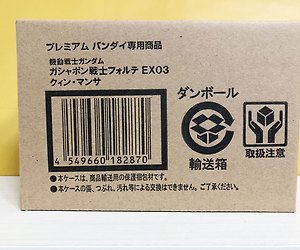 プレミアム バンダイ専用商品
機動戦士ガンダム
ガシャポン戦士フォルテ EX03
クィン・マンサ
ダンボール
輸送箱
取扱注意
4 549660 182870
●本ケースは、商品輸送用の保護梱包材です。
●本ケースの傷、つぶれ、汚れ等による交換はできません。ご了承ください。